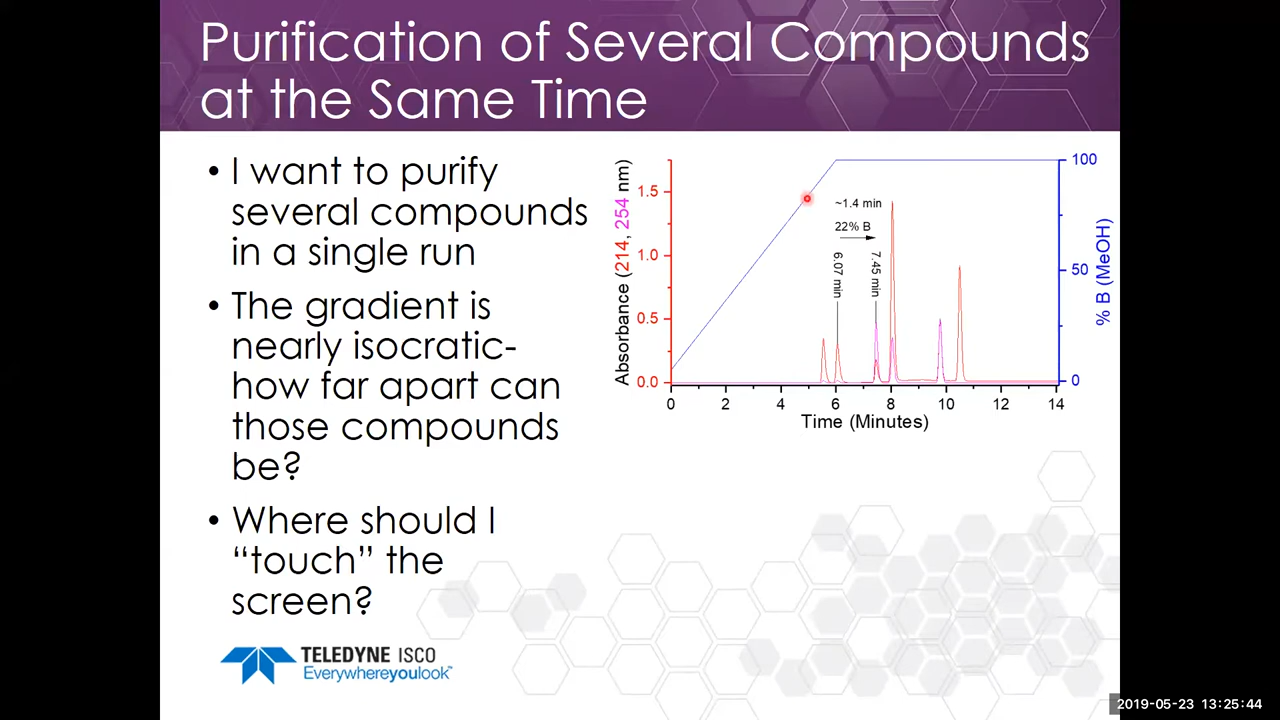 Purification of Several Compounds
at the Same Time
• I want to purify
several compounds
in a single run
• The gradient is
nearly isocratic-
how far apart can
those compounds
be?
• Where should I
“touch” the
screen?
Absorbance (214, 254 nm)
1.5
1.0
0.5
0.0
~1.4 min
22% B
6.07 min
7.45 min
100
50
0
% B (MeOH)
0 2 4 6 8 10 12 14
Time (Minutes)
TELEDYNE ISCO
Everywhereyoulook™
2019-05-23 13:25:44